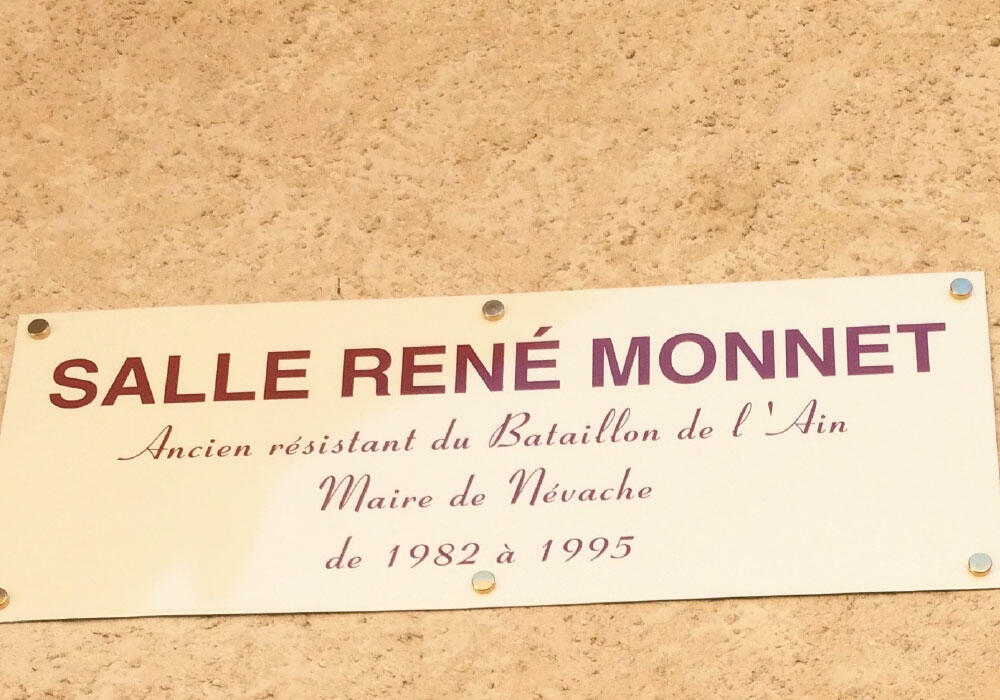 SALLE RENÉ MONNET
Ancien résistant du Bataillon de l'Ain
Maire de Névache
de 1982 à 1995